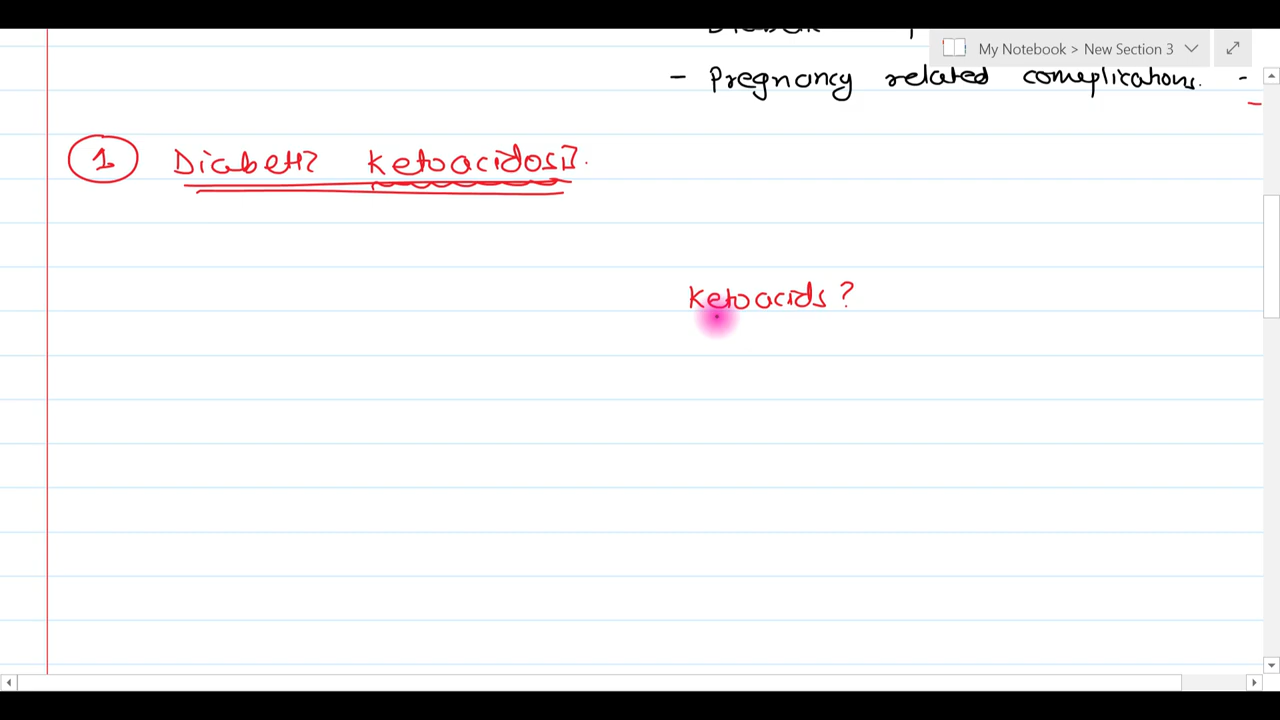 My Notebook > New Section 3
- Pregnancy related complications. -
1 Diabetic Ketoacidosis.
Ketoacids ?